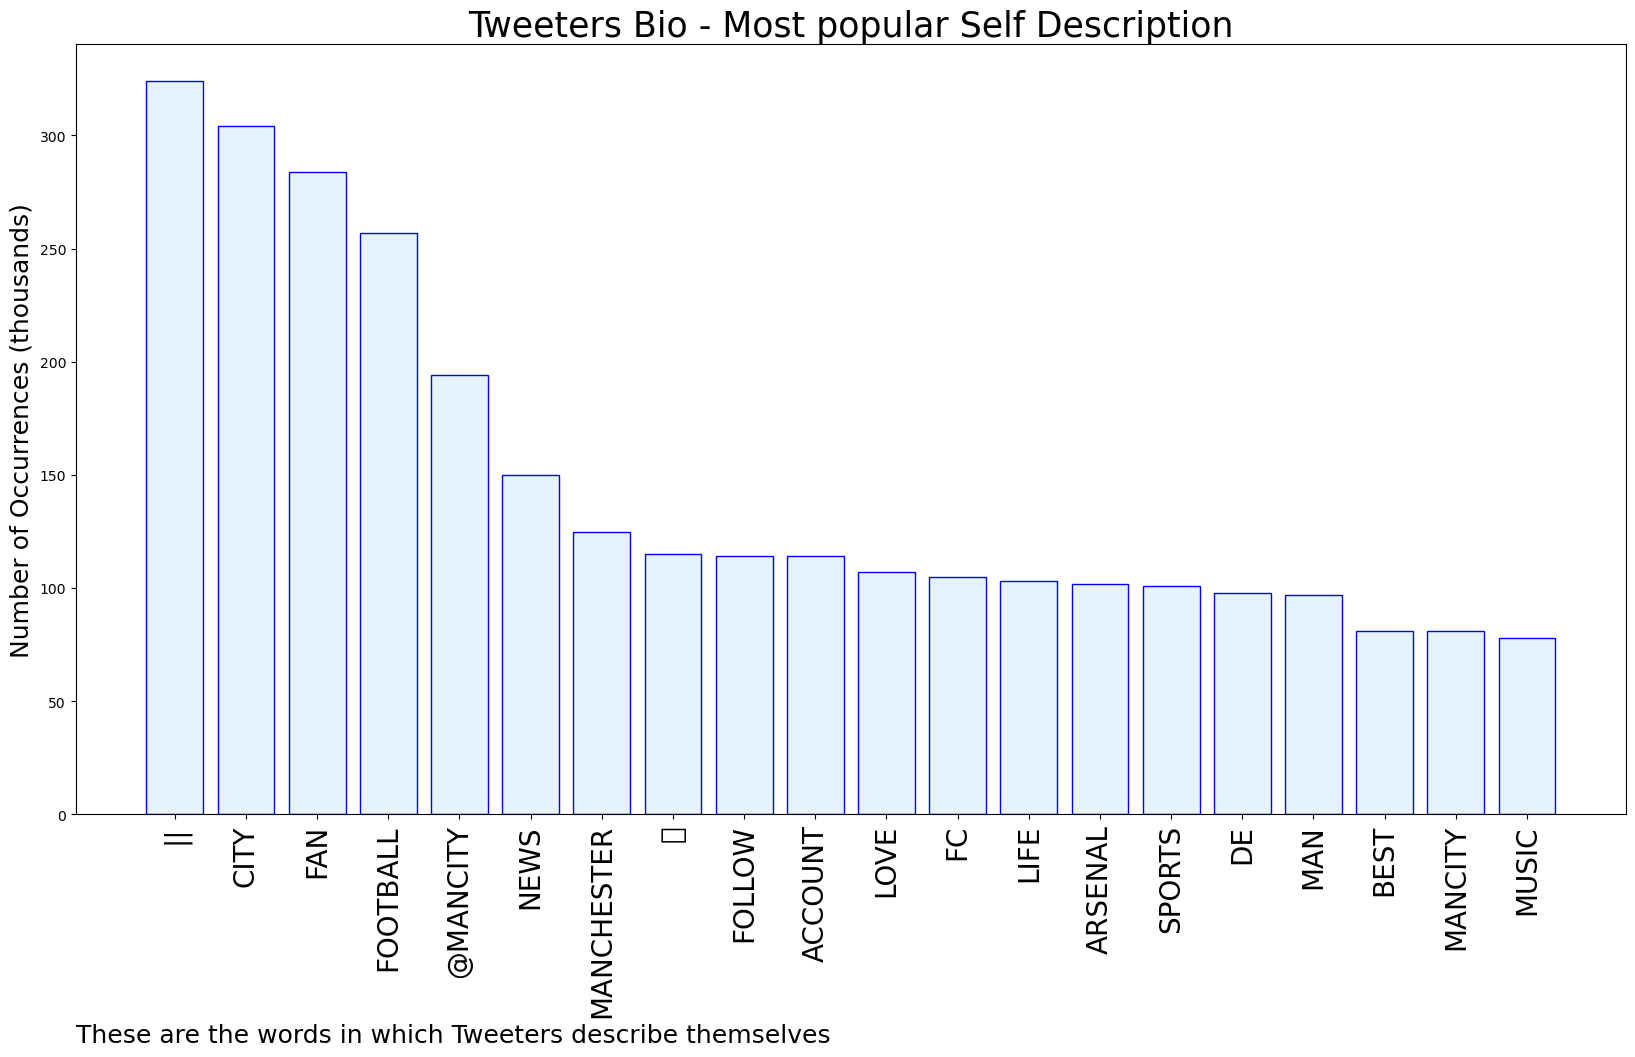 Tweeters Bio - Most popular Self Description
Number of Occurrences (thousands)
300
250
200
150
100
50
0
||
CITY
FAN
FOOTBALL
@MANCITY
NEWS
MANCHESTER
▯
FOLLOW
ACCOUNT
LOVE
FC
LIFE
ARSENAL
SPORTS
DE
MAN
BEST
MANCITY
MUSIC
These are the words in which Tweeters describe themselves